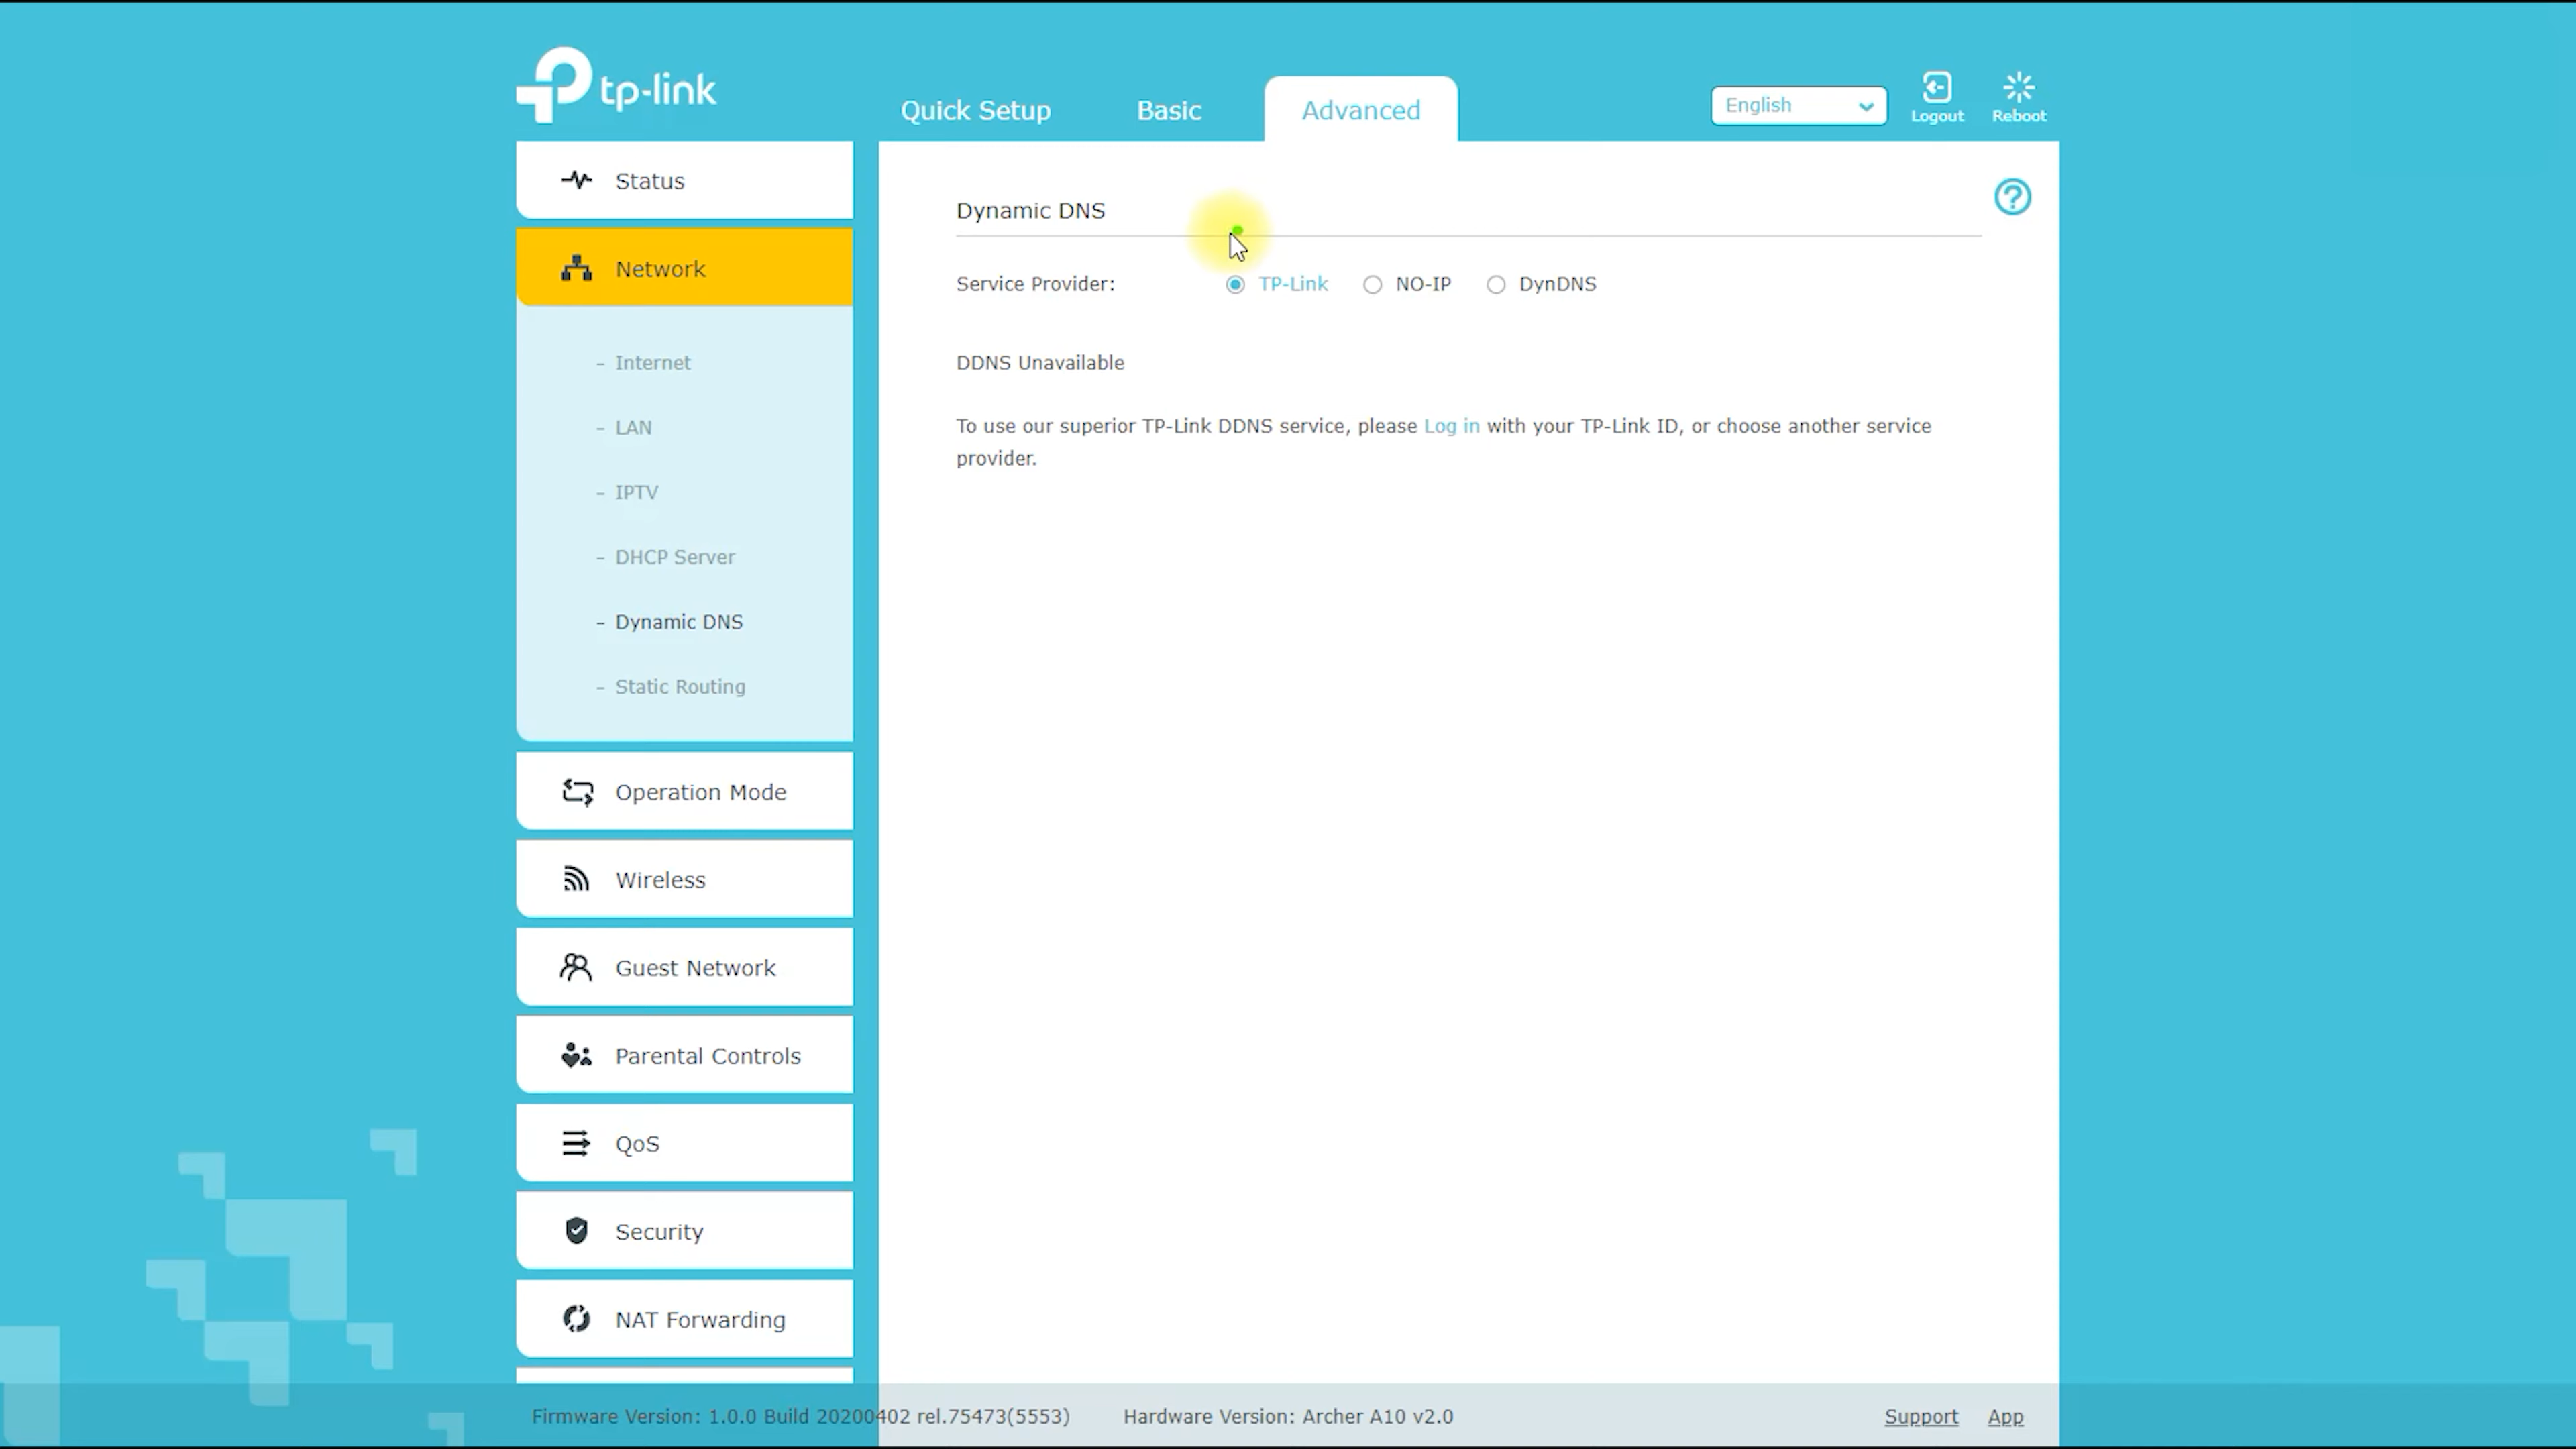 tp-link
Quick Setup
Basic
Advanced
English
Logout
Reboot
Status
Network
- Internet
- LAN
- IPTV
- DHCP Server
- Dynamic DNS
- Static Routing
Operation Mode
Wireless
Guest Network
Parental Controls
QoS
Security
NAT Forwarding
Dynamic DNS
Service Provider: TP-Link NO-IP DynDNS
DDNS Unavailable
To use our superior TP-Link DDNS service, please Log in with your TP-Link ID, or choose another service
provider.
Firmware Version: 1.0.0 Build 20200402 rel.75473(5553) Hardware Version: Archer A10 v2.0
Support App